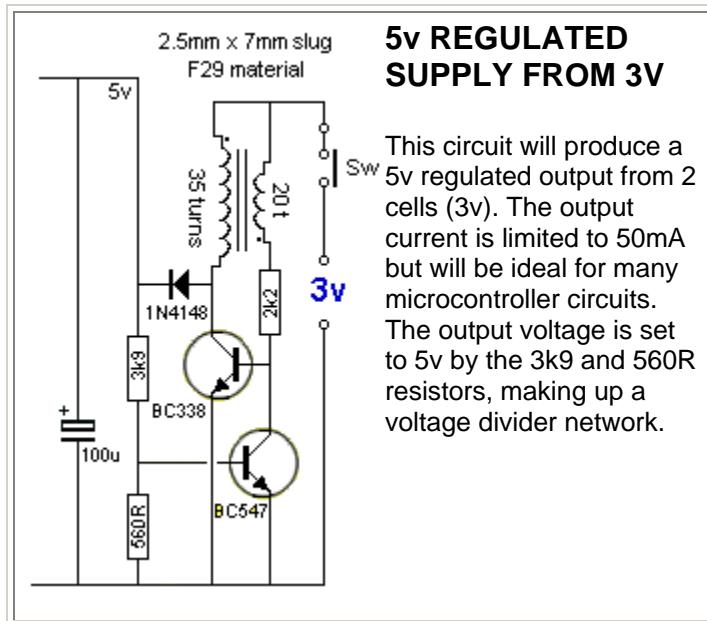 2.5mm x 7mm slug
F29 material
5v
35 turns
20t
Sw
3v
2k2
1N4148
3k9
BC338
+
100u
BC547
560R
5v REGULATED
SUPPLY FROM 3V
This circuit will produce a
5v regulated output from 2
cells (3v). The output
current is limited to 50mA
but will be ideal for many
microcontroller circuits.
The output voltage is set
to 5v by the 3k9 and 560R
resistors, making up a
voltage divider network.